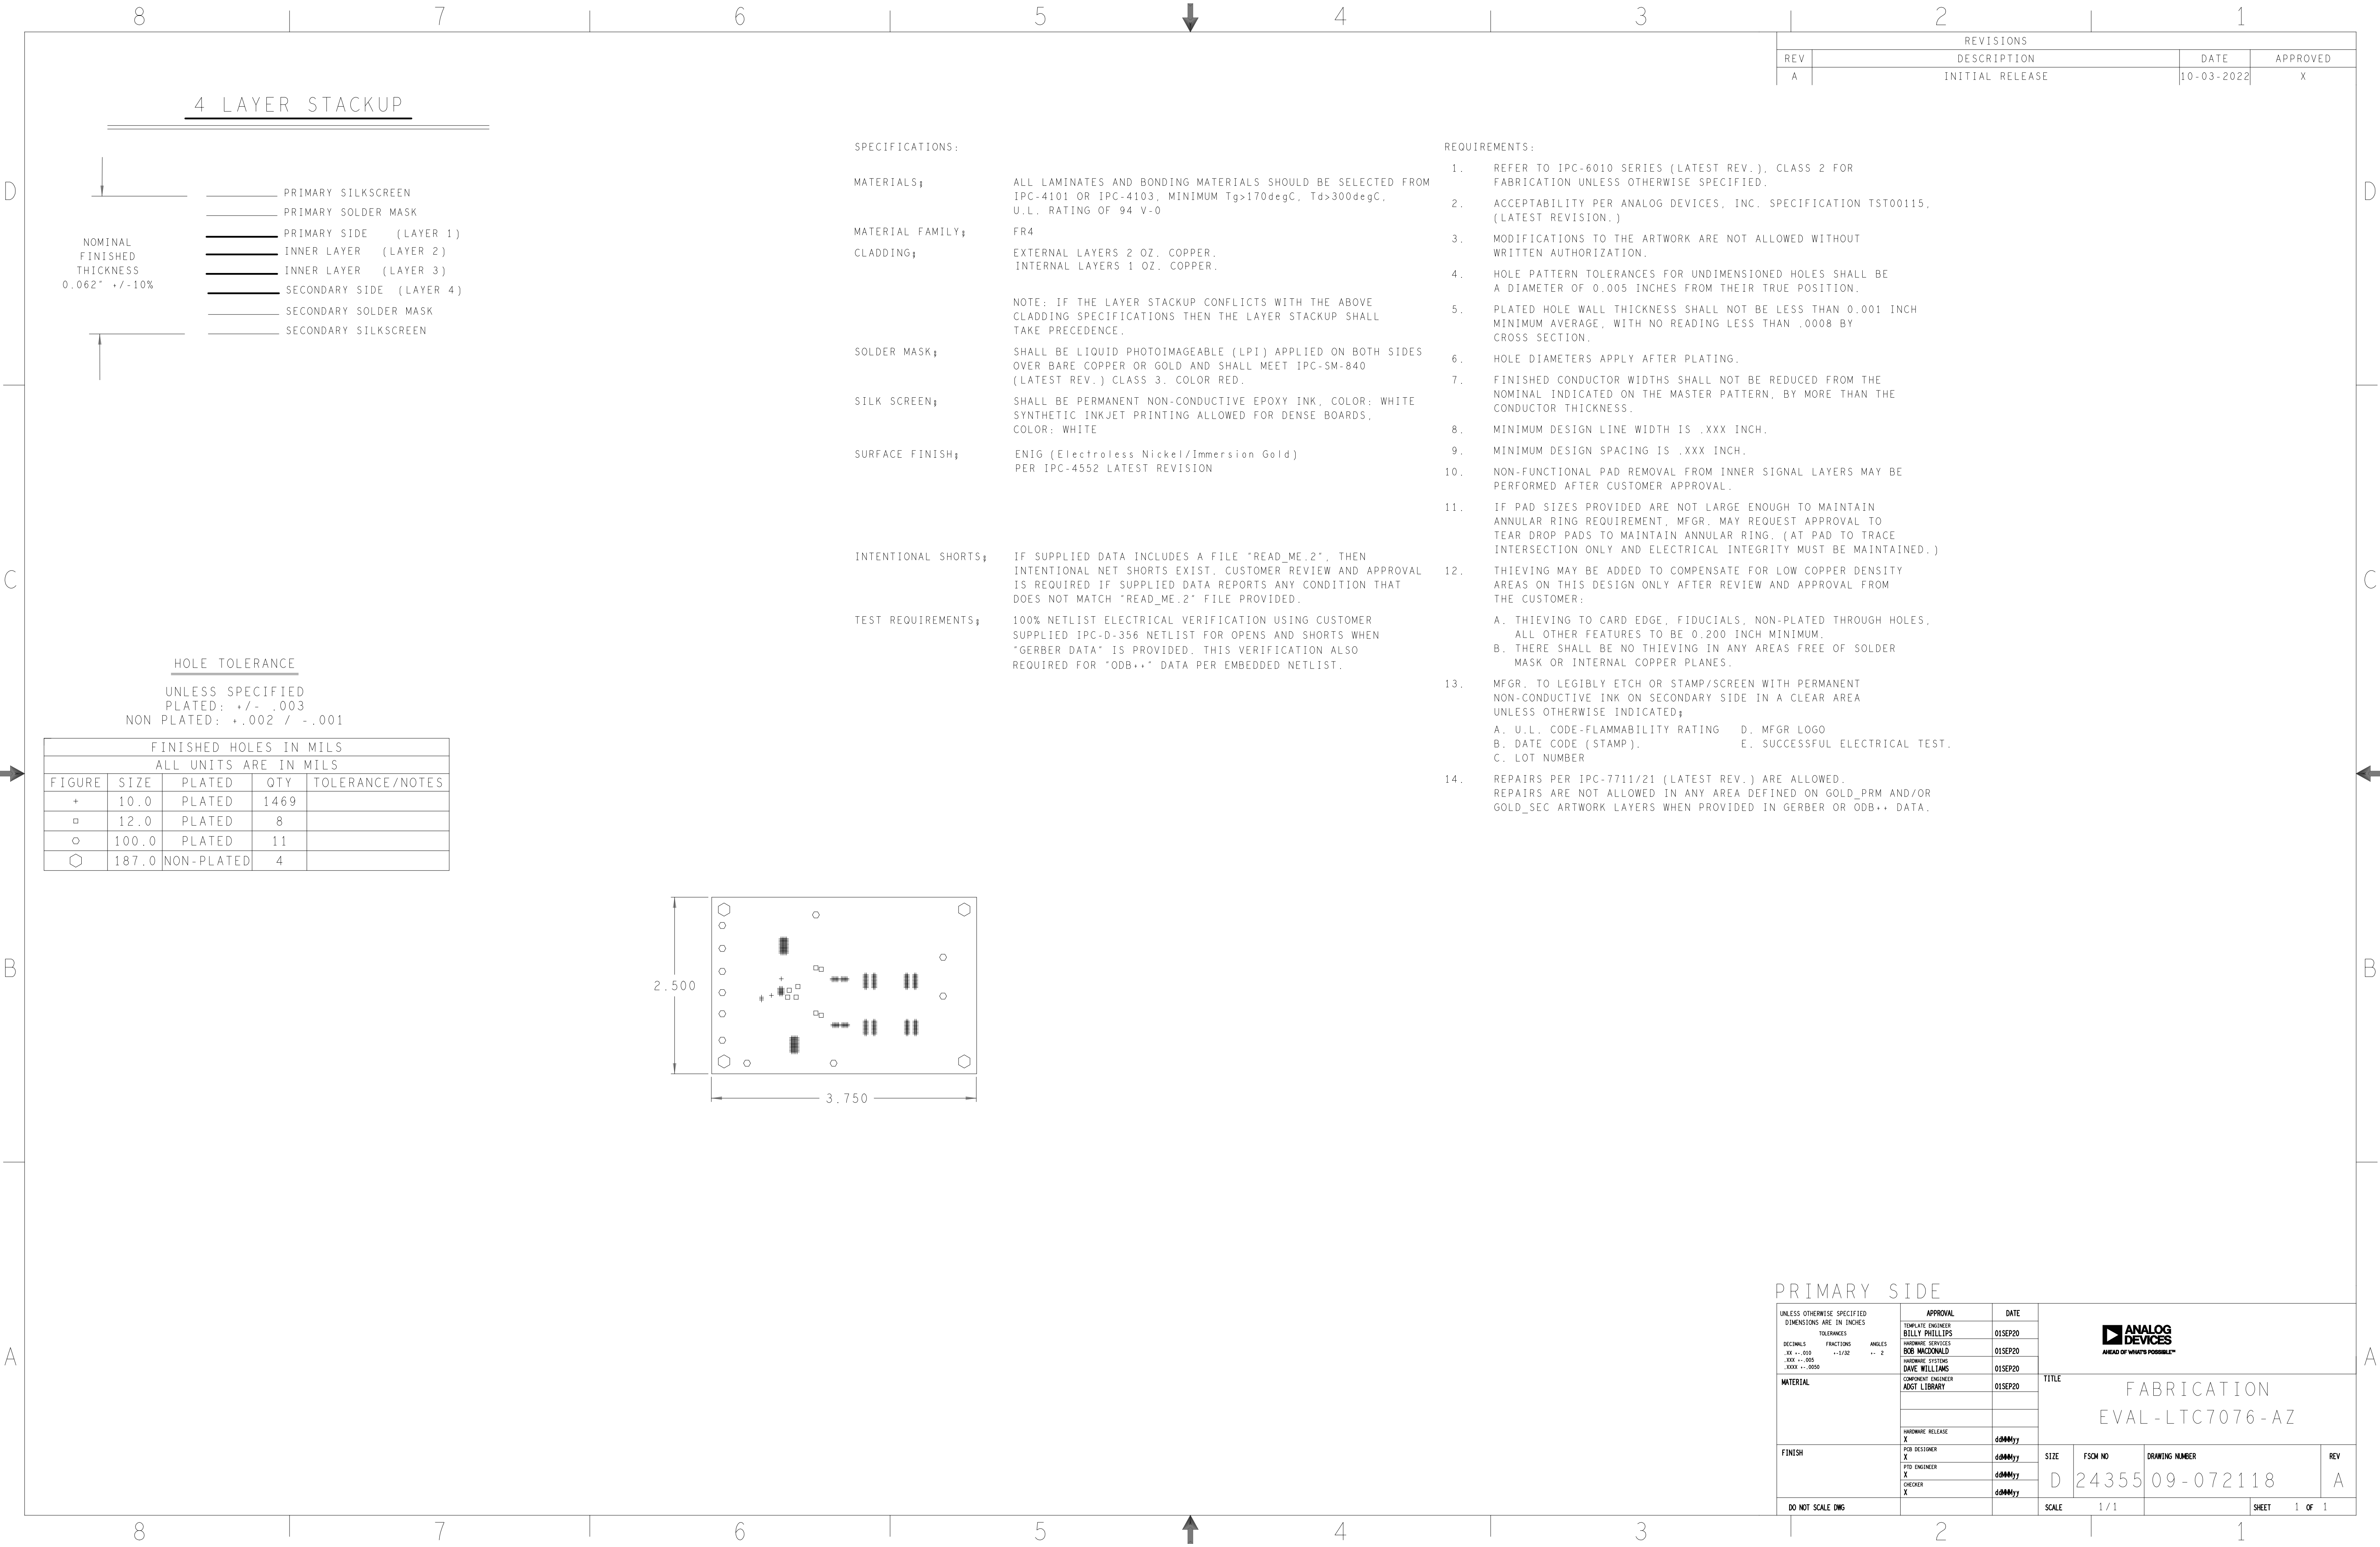 8 7 6 5 4 3 2 1
REVISIONS
REV DESCRIPTION DATE APPROVED
A INITIAL RELEASE 10-03-2022 X
4 LAYER STACKUP
PRIMARY SILKSCREEN
PRIMARY SOLDER MASK
PRIMARY SIDE (LAYER 1)
INNER LAYER (LAYER 2)
INNER LAYER (LAYER 3)
SECONDARY SIDE (LAYER 4)
SECONDARY SOLDER MASK
SECONDARY SILKSCREEN
NOMINAL
FINISHED
THICKNESS
0.062" +/-10%
SPECIFICATIONS:
MATERIALS: ALL LAMINATES AND BONDING MATERIALS SHOULD BE SELECTED FROM
IPC-4101 OR IPC-4103, MINIMUM Tg>170degC, Td>300degC,
U.L. RATING OF 94 V-0
MATERIAL FAMILY: FR4
CLADDING: EXTERNAL LAYERS 2 OZ. COPPER.
INTERNAL LAYERS 1 OZ. COPPER.
NOTE: IF THE LAYER STACKUP CONFLICTS WITH THE ABOVE
CLADDING SPECIFICATIONS THEN THE LAYER STACKUP SHALL
TAKE PRECEDENCE.
SOLDER MASK: SHALL BE LIQUID PHOTOIMAGEABLE (LPI) APPLIED ON BOTH SIDES
OVER BARE COPPER OR GOLD AND SHALL MEET IPC-SM-840
(LATEST REV.) CLASS 3. COLOR RED.
SILK SCREEN: SHALL BE PERMANENT NON-CONDUCTIVE EPOXY INK, COLOR: WHITE
SYNTHETIC INKJET PRINTING ALLOWED FOR DENSE BOARDS,
COLOR: WHITE
SURFACE FINISH: ENIG (Electroless Nickel/Immersion Gold)
PER IPC-4552 LATEST REVISION
INTENTIONAL SHORTS: IF SUPPLIED DATA INCLUDES A FILE "READ_ME.2", THEN
INTENTIONAL NET SHORTS EXIST. CUSTOMER REVIEW AND APPROVAL
IS REQUIRED IF SUPPLIED DATA REPORTS ANY CONDITION THAT
DOES NOT MATCH "READ_ME.2" FILE PROVIDED.
TEST REQUIREMENTS: 100% NETLIST ELECTRICAL VERIFICATION USING CUSTOMER
SUPPLIED IPC-D-356 NETLIST FOR OPENS AND SHORTS WHEN
"GERBER DATA" IS PROVIDED. THIS VERIFICATION ALSO
REQUIRED FOR "ODB++" DATA PER EMBEDDED NETLIST.
REQUIREMENTS:
1. REFER TO IPC-6010 SERIES (LATEST REV.), CLASS 2 FOR
FABRICATION UNLESS OTHERWISE SPECIFIED.
2. ACCEPTABILITY PER ANALOG DEVICES, INC. SPECIFICATION TST00115,
(LATEST REVISION.)
3. MODIFICATIONS TO THE ARTWORK ARE NOT ALLOWED WITHOUT
WRITTEN AUTHORIZATION.
4. HOLE PATTERN TOLERANCES FOR UNDIMENSIONED HOLES SHALL BE
A DIAMETER OF 0.005 INCHES FROM THEIR TRUE POSITION.
5. PLATED HOLE WALL THICKNESS SHALL NOT BE LESS THAN 0.001 INCH
MINIMUM AVERAGE, WITH NO READING LESS THAN .0008 BY
CROSS SECTION.
6. HOLE DIAMETERS APPLY AFTER PLATING.
7. FINISHED CONDUCTOR WIDTHS SHALL NOT BE REDUCED FROM THE
NOMINAL INDICATED ON THE MASTER PATTERN, BY MORE THAN THE
CONDUCTOR THICKNESS.
8. MINIMUM DESIGN LINE WIDTH IS .XXX INCH.
9. MINIMUM DESIGN SPACING IS .XXX INCH.
10. NON-FUNCTIONAL PAD REMOVAL FROM INNER SIGNAL LAYERS MAY BE
PERFORMED AFTER CUSTOMER APPROVAL.
11. IF PAD SIZES PROVIDED ARE NOT LARGE ENOUGH TO MAINTAIN
ANNULAR RING REQUIREMENT, MFGR. MAY REQUEST APPROVAL TO
TEAR DROP PADS TO MAINTAIN ANNULAR RING. (AT PAD TO TRACE
INTERSECTION ONLY AND ELECTRICAL INTEGRITY MUST BE MAINTAINED.)
12. THIEVING MAY BE ADDED TO COMPENSATE FOR LOW COPPER DENSITY
AREAS ON THIS DESIGN ONLY AFTER REVIEW AND APPROVAL FROM
THE CUSTOMER:
A. THIEVING TO CARD EDGE, FIDUCIALS, NON-PLATED THROUGH HOLES,
ALL OTHER FEATURES TO BE 0.200 INCH MINIMUM.
B. THERE SHALL BE NO THIEVING IN ANY AREAS FREE OF SOLDER
MASK OR INTERNAL COPPER PLANES.
13. MFGR. TO LEGIBLY ETCH OR STAMP/SCREEN WITH PERMANENT
NON-CONDUCTIVE INK ON SECONDARY SIDE IN A CLEAR AREA
UNLESS OTHERWISE INDICATED:
A. U.L. CODE-FLAMMABILITY RATING D. MFGR LOGO
B. DATE CODE (STAMP). E. SUCCESSFUL ELECTRICAL TEST.
C. LOT NUMBER
14. REPAIRS PER IPC-7711/21 (LATEST REV.) ARE ALLOWED.
REPAIRS ARE NOT ALLOWED IN ANY AREA DEFINED ON GOLD_PRM AND/OR
GOLD_SEC ARTWORK LAYERS WHEN PROVIDED IN GERBER OR ODB++ DATA.
HOLE TOLERANCE
UNLESS SPECIFIED
PLATED: +/- .003
NON PLATED: +.002 / -.001
FINISHED HOLES IN MILS
ALL UNITS ARE IN MILS
FIGURE SIZE PLATED QTY TOLERANCE/NOTES
10.0 PLATED 1469
12.0 PLATED 8
100.0 PLATED 11
187.0 NON-PLATED 4
2.500
3.750
D D
C C
B B
A A
PRIMARY SIDE
UNLESS OTHERWISE SPECIFIED
DIMENSIONS ARE IN INCHES
TOLERANCES
DECIMALS FRACTIONS ANGLES
.XX +-.010 +-1/32 +- 2
.XXX +-.005
.XXXX +-.0050
MATERIAL
FINISH
DO NOT SCALE DWG
APPROVAL DATE
TEMPLATE ENGINEER
BILLY PHILLIPS 01SEP20
HARDWARE SERVICES
BOB MACDONALD 01SEP20
HARDWARE SYSTEMS
DAVE WILLIAMS 01SEP20
COMPONENT ENGINEER
ADGT LIBRARY 01SEP20
HARDWARE RELEASE
X ddMMMyy
PCB DESIGNER
X ddMMMyy
PTD ENGINEER
X ddMMMyy
CHECKER
X ddMMMyy
ANALOG
DEVICES
AHEAD OF WHAT'S POSSIBLE™
TITLE
FABRICATION
EVAL-LTC7076-AZ
SIZE FSCM NO DRAWING NUMBER REV
D 24355 09-072118 A
SCALE 1/1 SHEET 1 OF 1
8 7 6 5 4 3 2 1